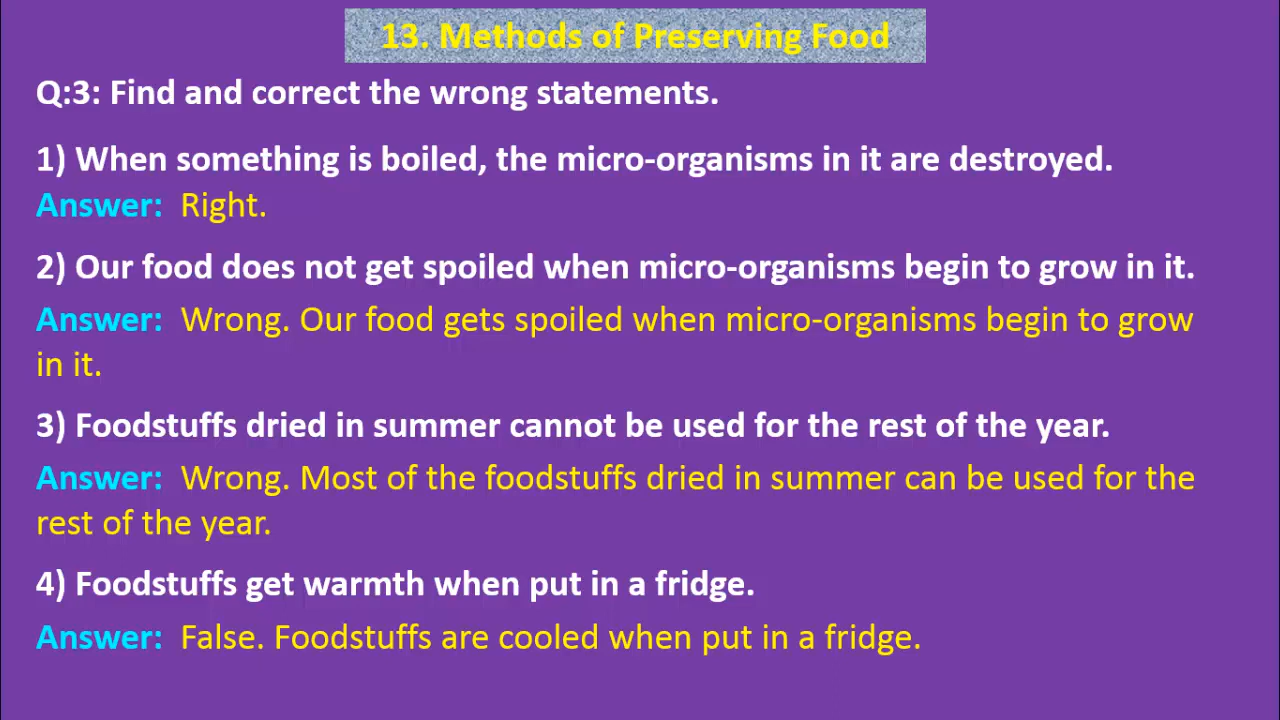 13. Methods of Preserving Food
Q:3: Find and correct the wrong statements.
1) When something is boiled, the micro-organisms in it are destroyed.
Answer: Right.
2) Our food does not get spoiled when micro-organisms begin to grow in it.
Answer: Wrong. Our food gets spoiled when micro-organisms begin to grow
in it.
3) Foodstuffs dried in summer cannot be used for the rest of the year.
Answer: Wrong. Most of the foodstuffs dried in summer can be used for the
rest of the year.
4) Foodstuffs get warmth when put in a fridge.
Answer: False. Foodstuffs are cooled when put in a fridge.